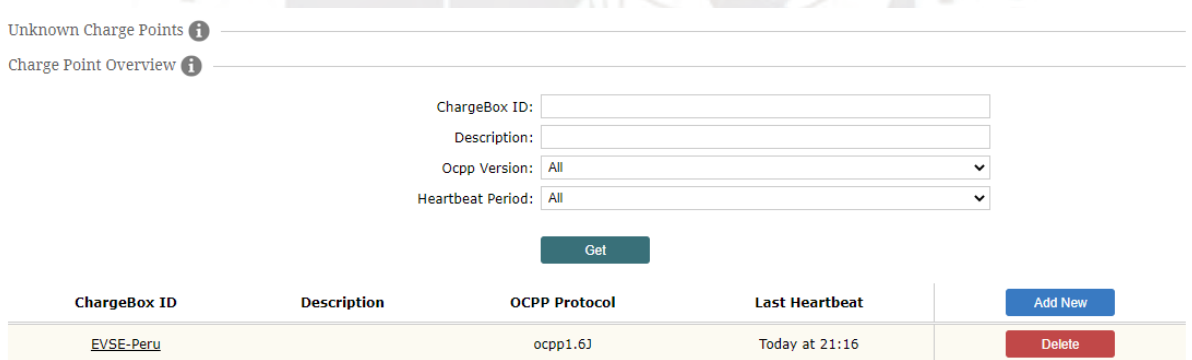 Unknown Charge Points
Charge Point Overview
ChargeBox ID:
Description:
Ocpp Version: All
Heartbeat Period: All
Get
ChargeBox ID Description OCPP Protocol Last Heartbeat Add New
EVSE-Peru ocpp1.6J Today at 21:16 Delete